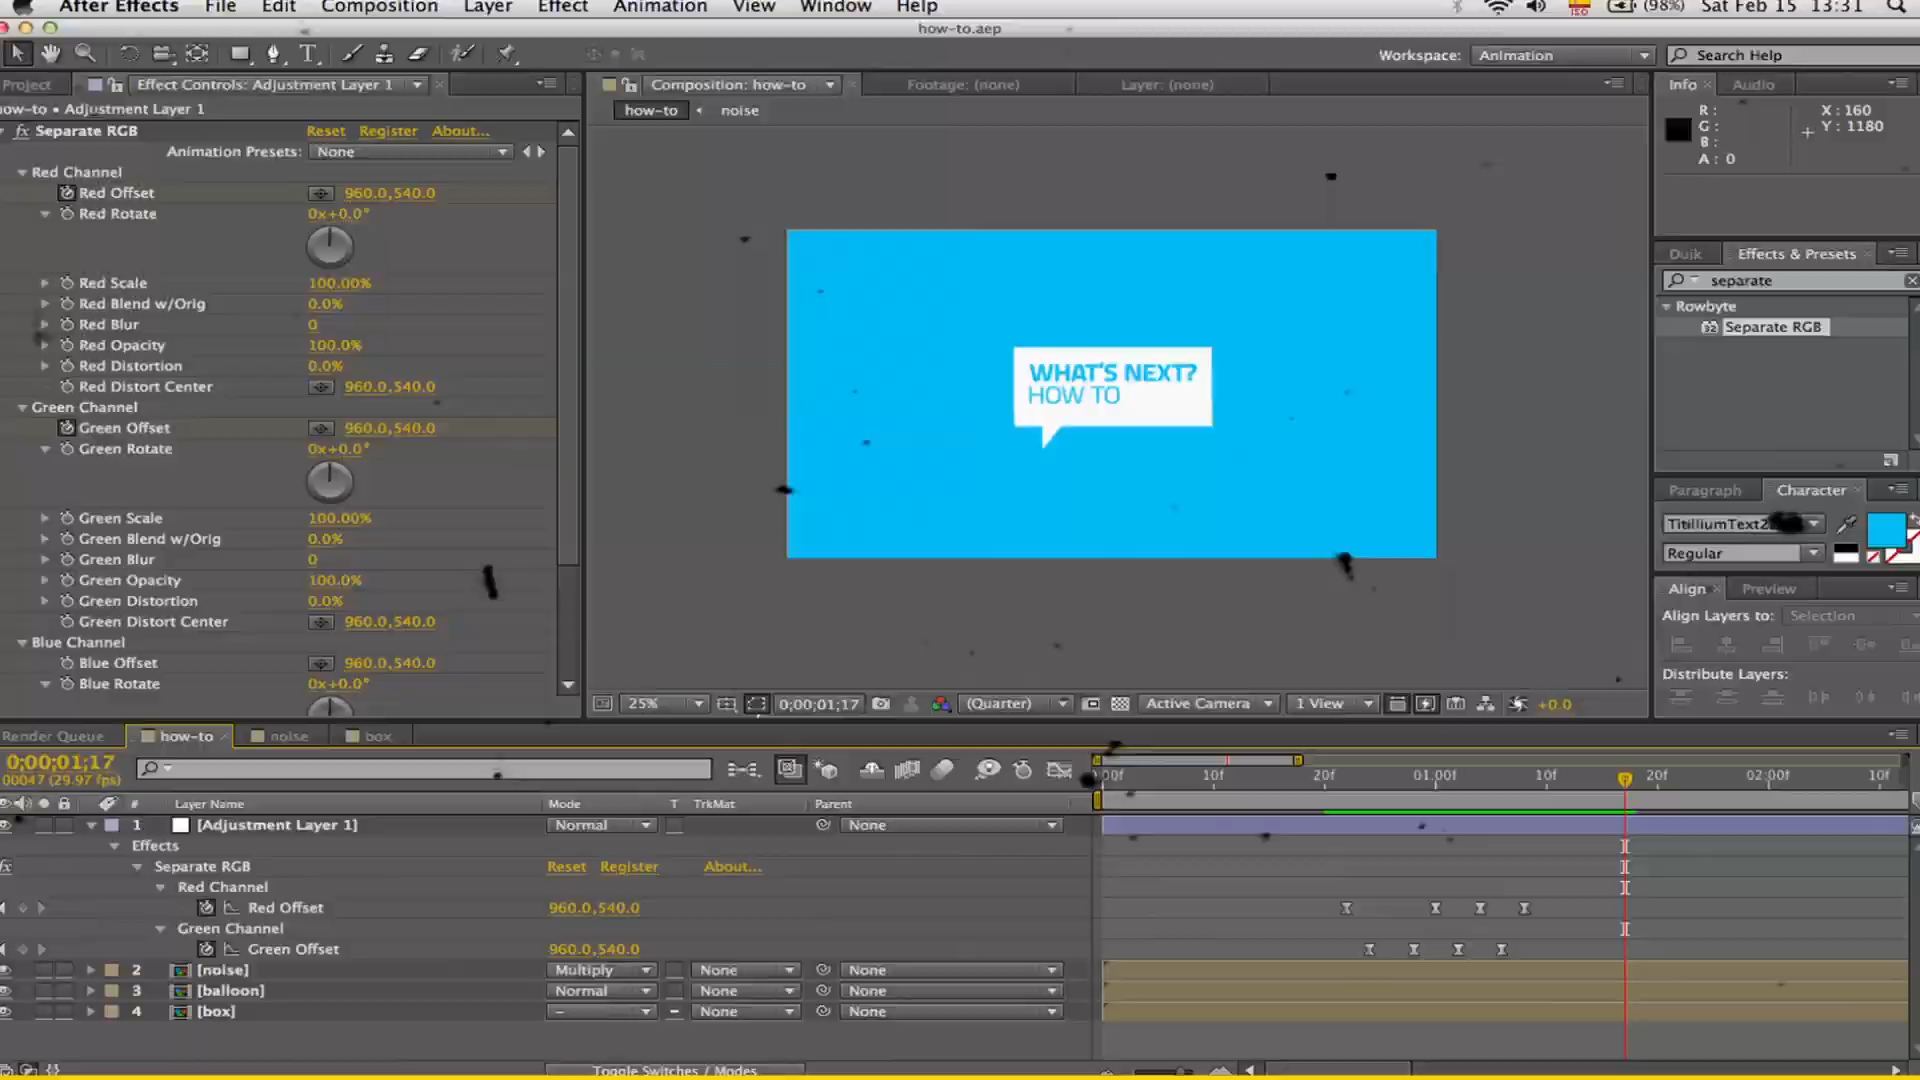 After Effects File Edit Composition Layer Effect Animation View Window Help (98%) Sat Feb 15 13:31
how-to.aep
Workspace: Animation Search Help
Project Effect Controls: Adjustment Layer 1 Composition: how-to Footage: (none) Layer: (none) Info Audio
how-to • Adjustment Layer 1
how-to noise
R: X: 160
G: Y: 1180
B:
A: 0
fx Separate RGB Reset Register About...
Animation Presets: None
Red Channel
Red Offset 960.0,540.0
Red Rotate 0x+0.0°
Red Scale 100.00%
Red Blend w/Orig 0.0%
Red Blur 0
Red Opacity 100.0%
Red Distortion 0.0%
Red Distort Center 960.0,540.0
Green Channel
Green Offset 960.0,540.0
Green Rotate 0x+0.0°
Green Scale 100.00%
Green Blend w/Orig 0.0%
Green Blur 0
Green Opacity 100.0%
Green Distortion 0.0%
Green Distort Center 960.0,540.0
Blue Channel
Blue Offset 960.0,540.0
Blue Rotate 0x+0.0°
WHAT'S NEXT?
HOW TO
Duik Effects & Presets
separate
Rowbyte
Separate RGB
Paragraph Character
Regular
Align Preview
Align Layers to: Selection
Distribute Layers:
25% 0;00;01;17 (Quarter) Active Camera 1 View +0.0
Render Queue how-to noise box
0;00;01;17
00047 (29.97 fps)
10f 20f 01:00f 10f 20f 02:00f 10f
# Layer Name Mode T TrkMat Parent
1 [Adjustment Layer 1] Normal None
Effects
Separate RGB Reset Register About...
Red Channel
Red Offset 960.0,540.0
Green Channel
Green Offset 960.0,540.0
2 [noise] Multiply None None
3 [balloon] Normal None None
4 [box] – None None
Toggle Switches / Modes